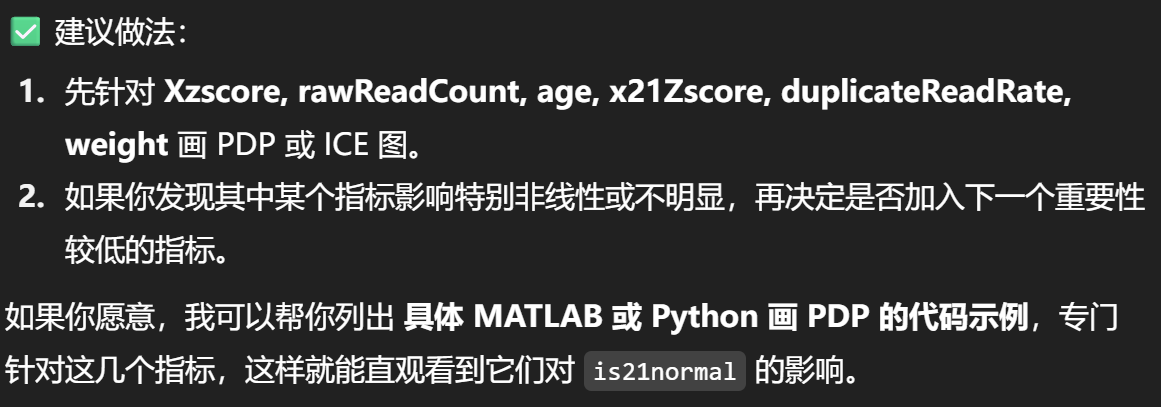 ✅ 建议做法：
1. 先针对 Xzscore, rawReadCount, age, x21Zscore, duplicateReadRate,
weight 画 PDP 或 ICE 图。
2. 如果你发现其中某个指标影响特别非线性或不明显，再决定是否加入下一个重要性
较低的指标。
如果你愿意，我可以帮你列出 具体 MATLAB 或 Python 画 PDP 的代码示例，专门
针对这几个指标，这样就能直观看到它们对 is21normal 的影响。